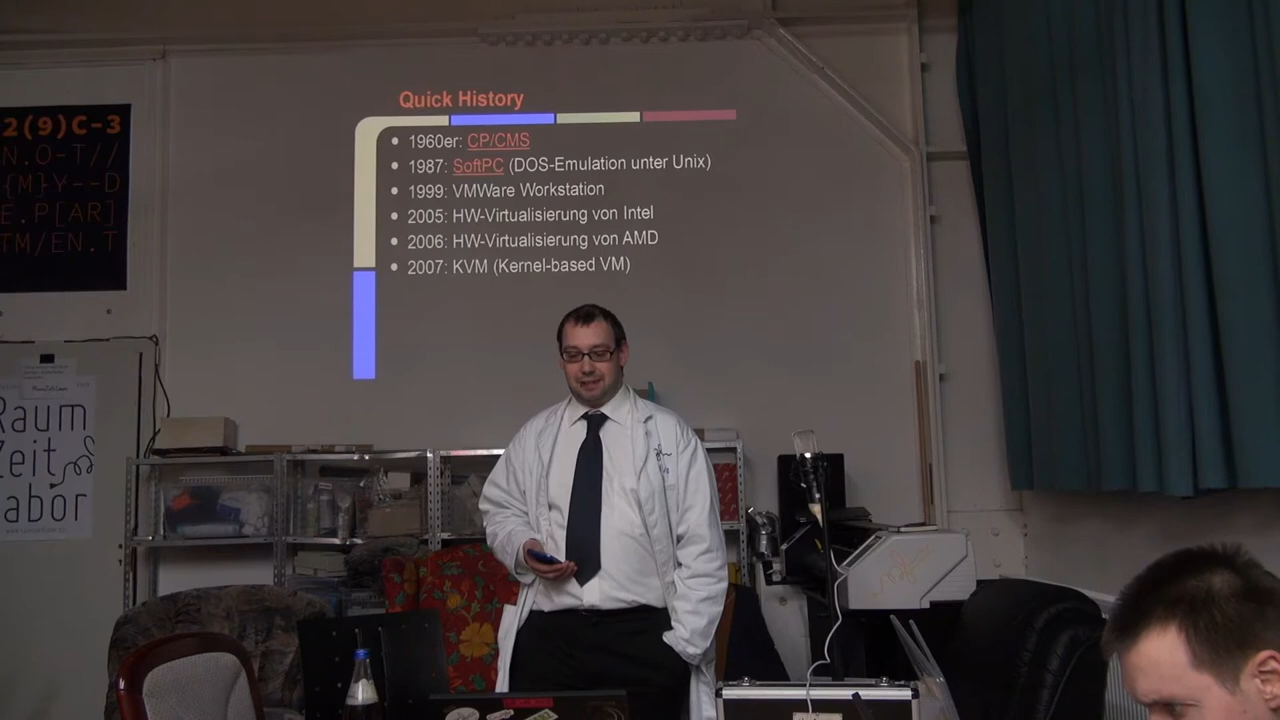 Quick History
1960er: CP/CMS
1987: SoftPC (DOS-Emulation unter Unix)
1999: VMWare Workstation
2005: HW-Virtualisierung von Intel
2006: HW-Virtualisierung von AMD
2007: KVM (Kernel-based VM)
2(9)C-3
N.O-T//
{M}Y--D
E.P[AR]
TM/EN.T
Raum
Zeit
Labor